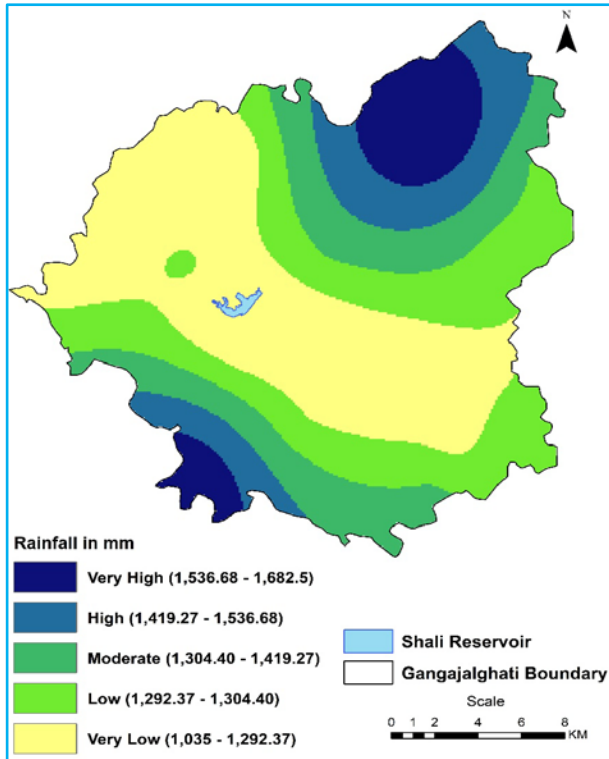 N
Rainfall in mm
Very High (1,536.68 - 1,682.5)
High (1,419.27 - 1,536.68)
Moderate (1,304.40 - 1,419.27)
Low (1,292.37 - 1,304.40)
Very Low (1,035 - 1,292.37)
Shali Reservoir
Gangajalghati Boundary
Scale
0 1 2 4 6 8
KM